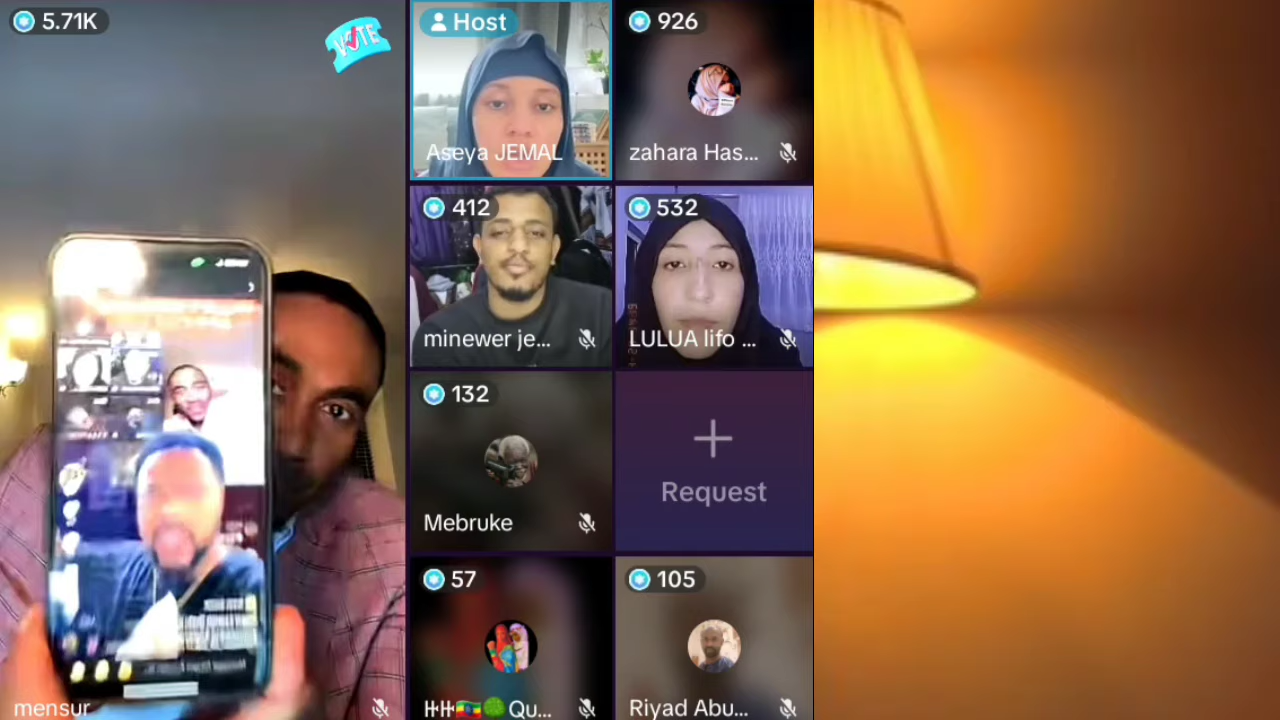 5.71K
VOTE
mensur
Host
Aseya JEMAL
926
zahara Has...
412
minewer je...
532
LULUA lifo ...
132
Mebruke
Request
57
Qu...
105
Riyad Abu...